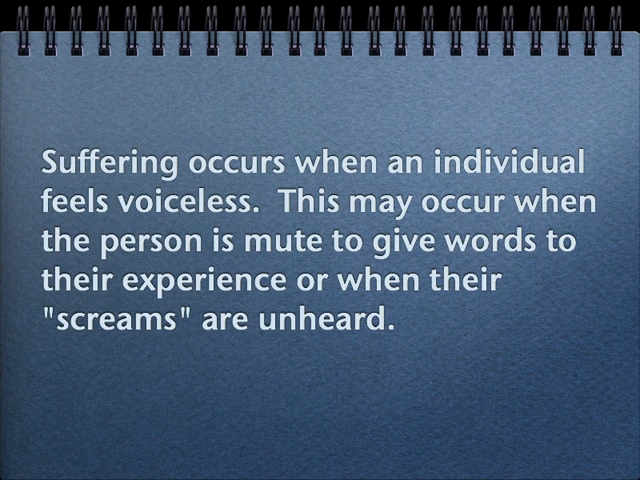 Suffering occurs when an individual
feels voiceless.  This may occur when
the person is mute to give words to
their experience or when their
"screams" are unheard.